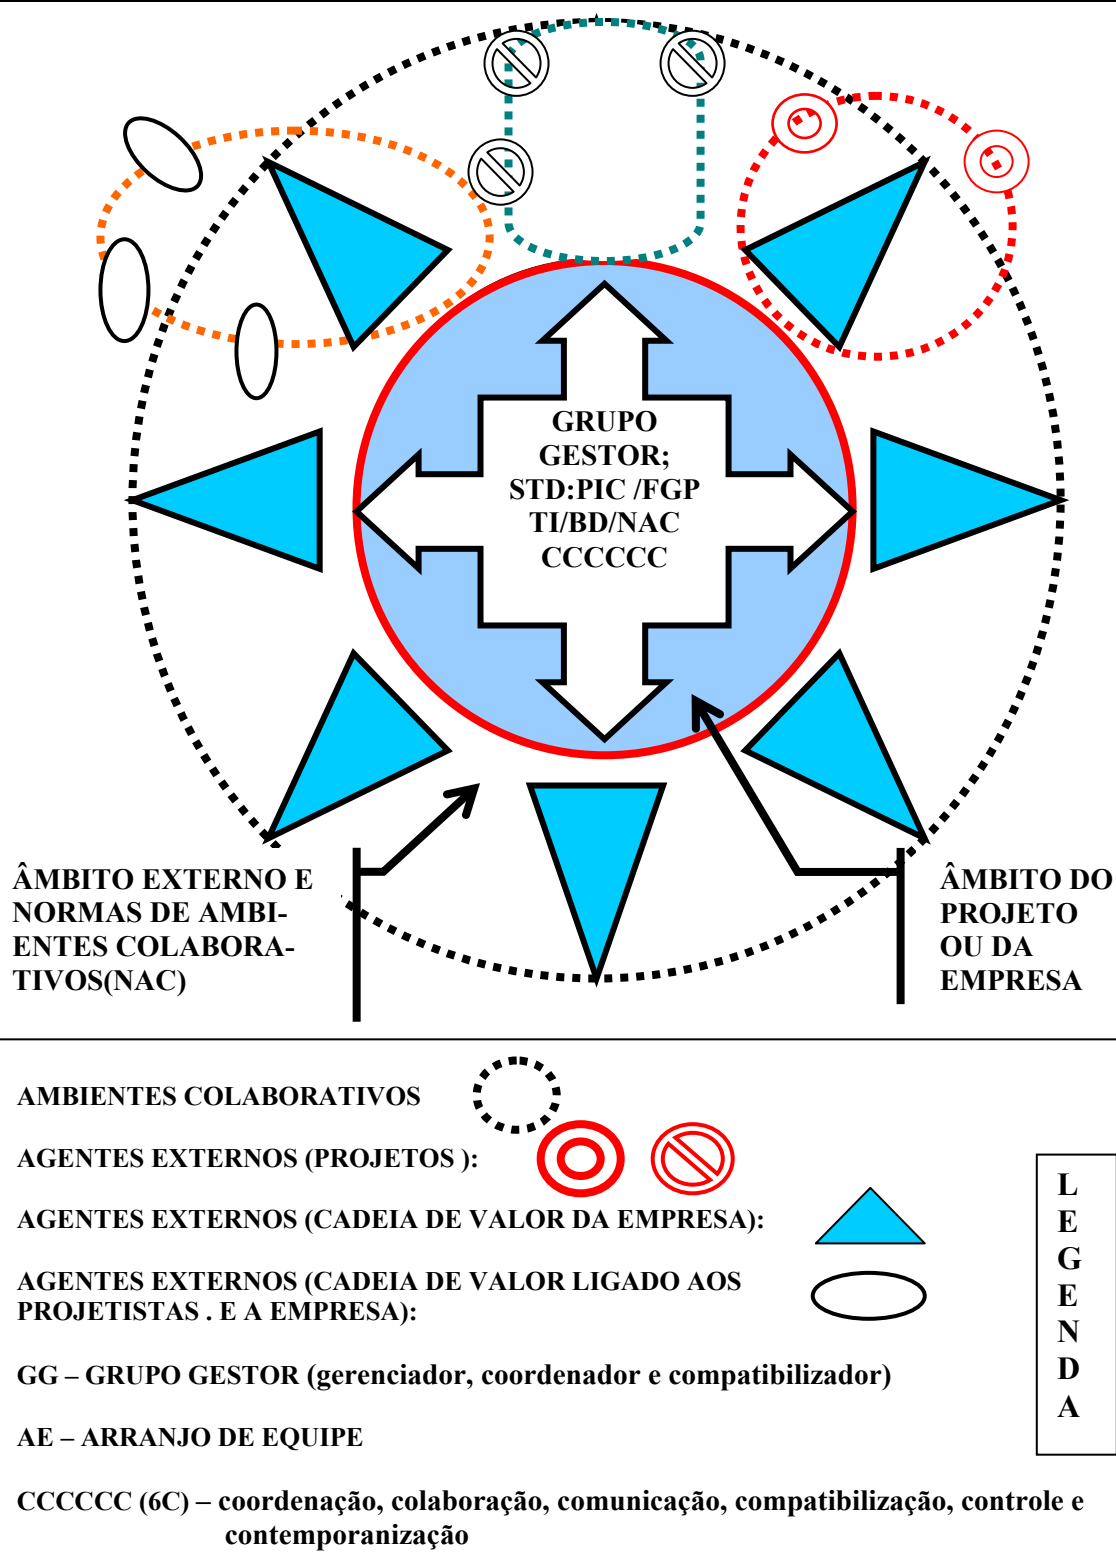 GRUPO
GESTOR;
STD:PIC /FGP
TI/BD/NAC
CCCCCC
ÂMBITO EXTERNO E
NORMAS DE AMBI-
ENTES COLABORA-
TIVOS(NAC)
ÂMBITO DO
PROJETO
OU DA
EMPRESA
AMBIENTES COLABORATIVOS
AGENTES EXTERNOS (PROJETOS ):
AGENTES EXTERNOS (CADEIA DE VALOR DA EMPRESA):
AGENTES EXTERNOS (CADEIA DE VALOR LIGADO AOS
PROJETISTAS . E A EMPRESA):
GG – GRUPO GESTOR (gerenciador, coordenador e compatibilizador)
AE – ARRANJO DE EQUIPE
CCCCCC (6C) – coordenação, colaboração, comunicação, compatibilização, controle e
contemporanização
L
E
G
E
N
D
A